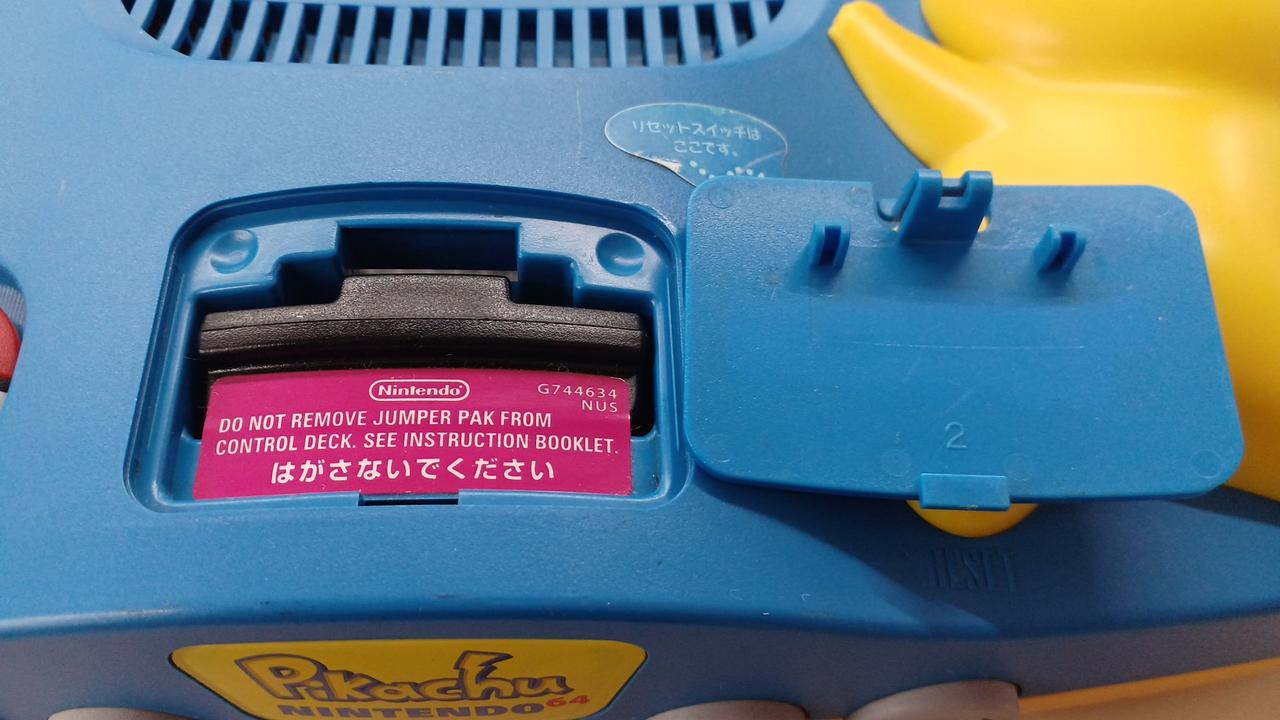 リセットスイッチは
ここです。
Nintendo
G744634
NUS
DO NOT REMOVE JUMPER PAK FROM
CONTROL DECK. SEE INSTRUCTION BOOKLET.
はがさないでください
2
RESET
Pikachu
NINTENDO64